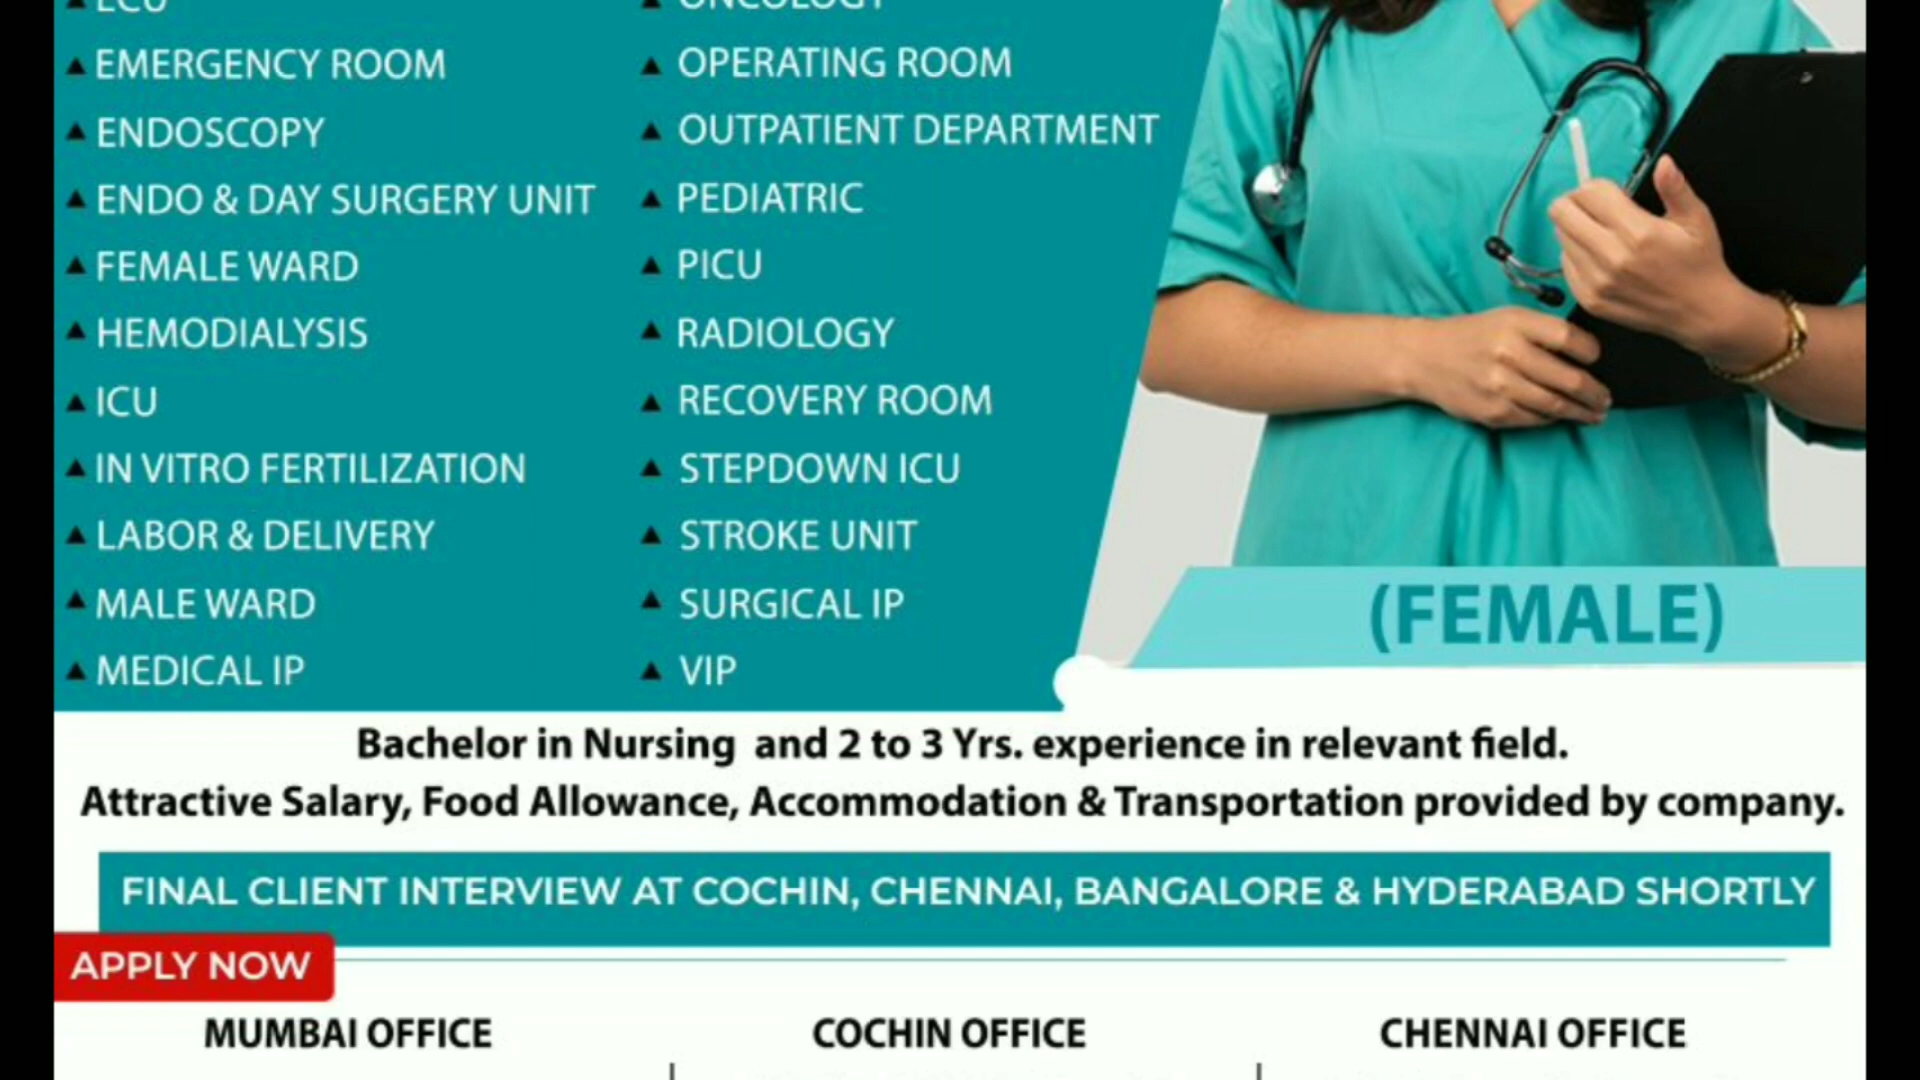 ECU
EMERGENCY ROOM
ENDOSCOPY
ENDO & DAY SURGERY UNIT
FEMALE WARD
HEMODIALYSIS
ICU
IN VITRO FERTILIZATION
LABOR & DELIVERY
MALE WARD
MEDICAL IP
ONCOLOGY
OPERATING ROOM
OUTPATIENT DEPARTMENT
PEDIATRIC
PICU
RADIOLOGY
RECOVERY ROOM
STEPDOWN ICU
STROKE UNIT
SURGICAL IP
VIP
(FEMALE)
Bachelor in Nursing and 2 to 3 Yrs. experience in relevant field.
Attractive Salary, Food Allowance, Accommodation & Transportation provided by company.
FINAL CLIENT INTERVIEW AT COCHIN, CHENNAI, BANGALORE & HYDERABAD SHORTLY
APPLY NOW
MUMBAI OFFICE
COCHIN OFFICE
CHENNAI OFFICE